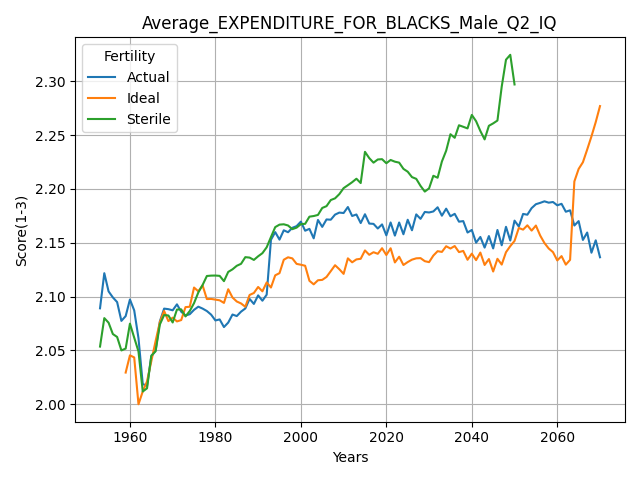 Average_EXPENDITURE_FOR_BLACKS_Male_Q2_IQ
Fertility
Actual
Ideal
Sterile
Score(1-3)
2.30
2.25
2.20
2.15
2.10
2.05
2.00
1960 1980 2000 2020 2040 2060
Years